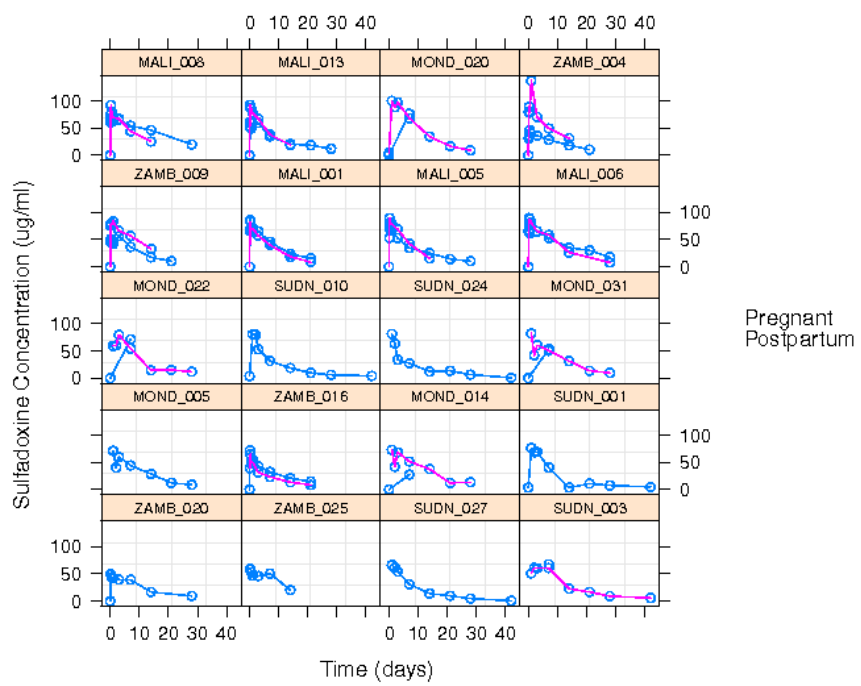 0 10 20 30 40
0 10 20 30 40
MALI_008 MALI_013 MOND_020 ZAMB_004
100
50
0
ZAMB_009 MALI_001 MALI_005 MALI_006
100
50
0
MOND_022 SUDN_010 SUDN_024 MOND_031
100
50
0
MOND_005 ZAMB_016 MOND_014 SUDN_001
100
50
0
ZAMB_020 ZAMB_025 SUDN_027 SUDN_003
100
50
0
0 10 20 30 40
0 10 20 30 40
Time (days)
Sulfadoxine Concentration (ug/ml)
Pregnant
Postpartum